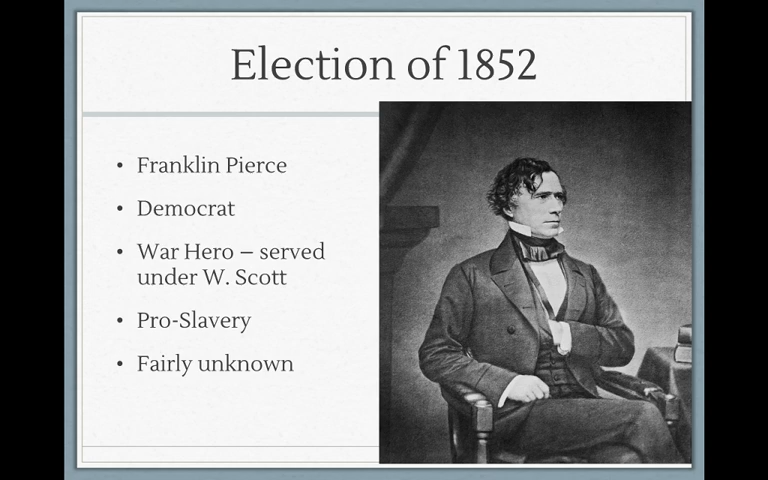 Election of 1852
• Franklin Pierce
• Democrat
• War Hero – served
under W. Scott
• Pro-Slavery
• Fairly unknown